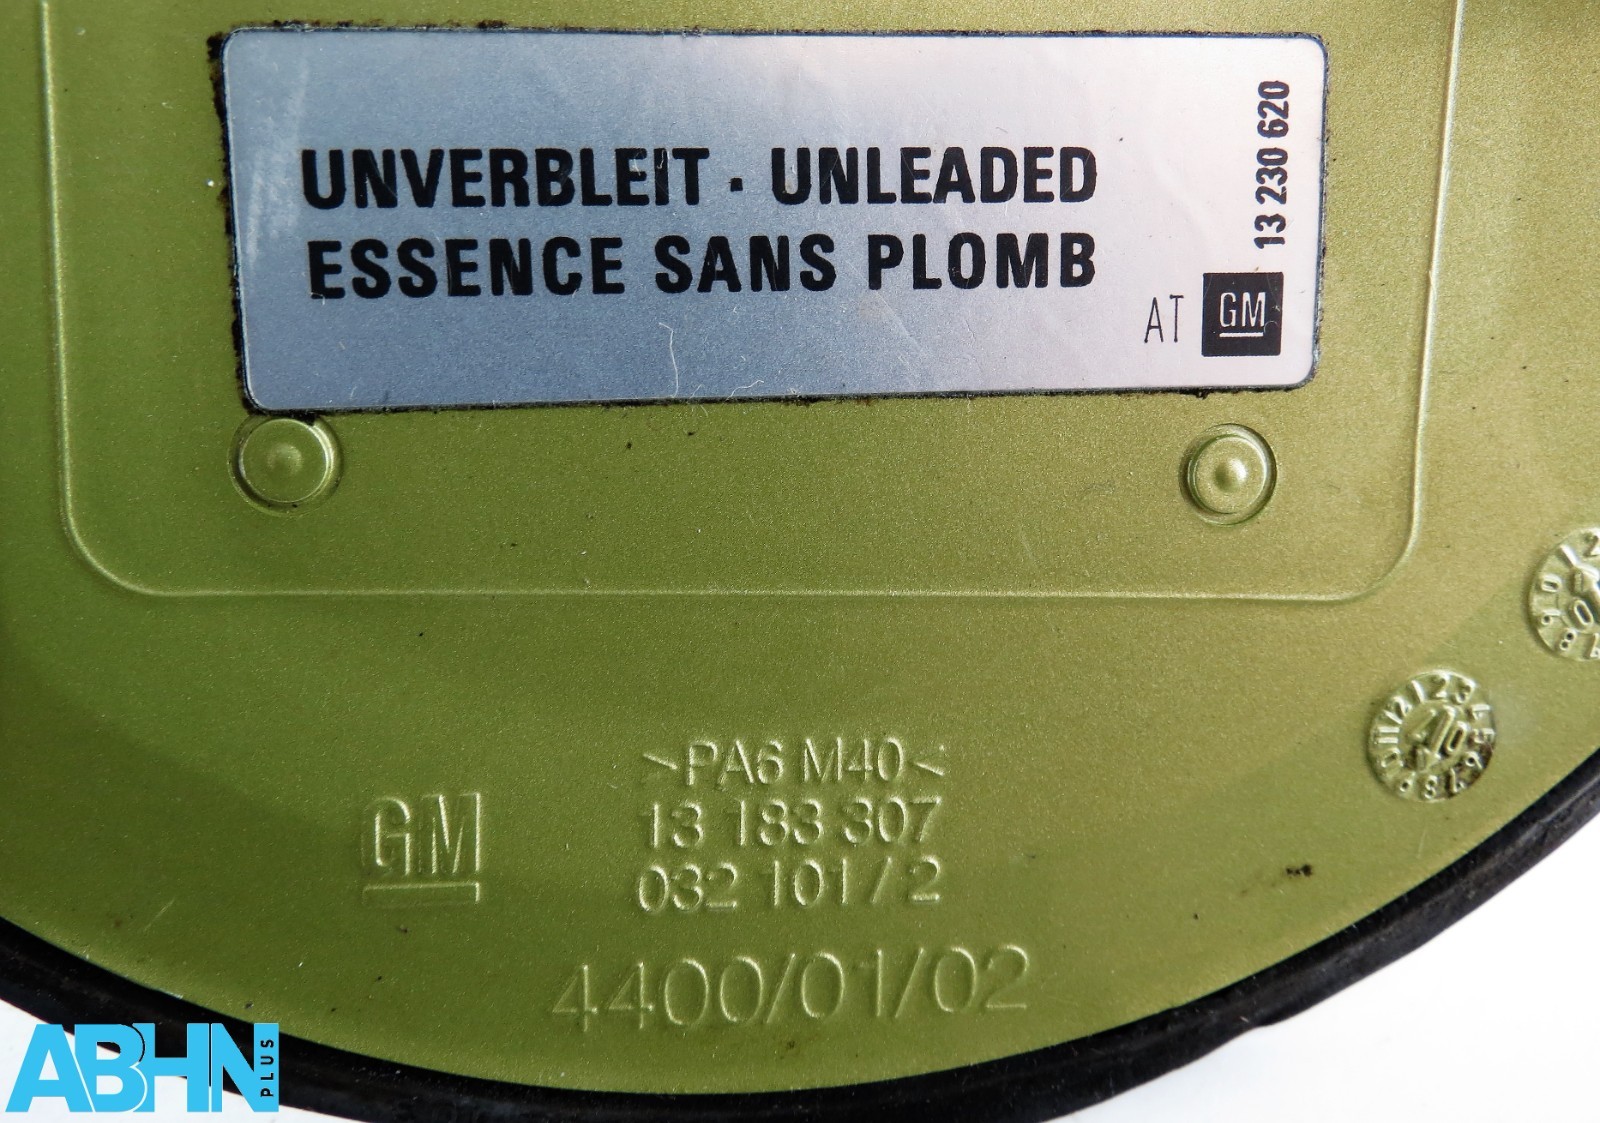 UNVERBLEIT · UNLEADED
ESSENCE SANS PLOMB
13 230 620
AT GM
>PA6 M40<
GM
13 183 307
032 101 / 2
4400/01/02
ABHN PLUS